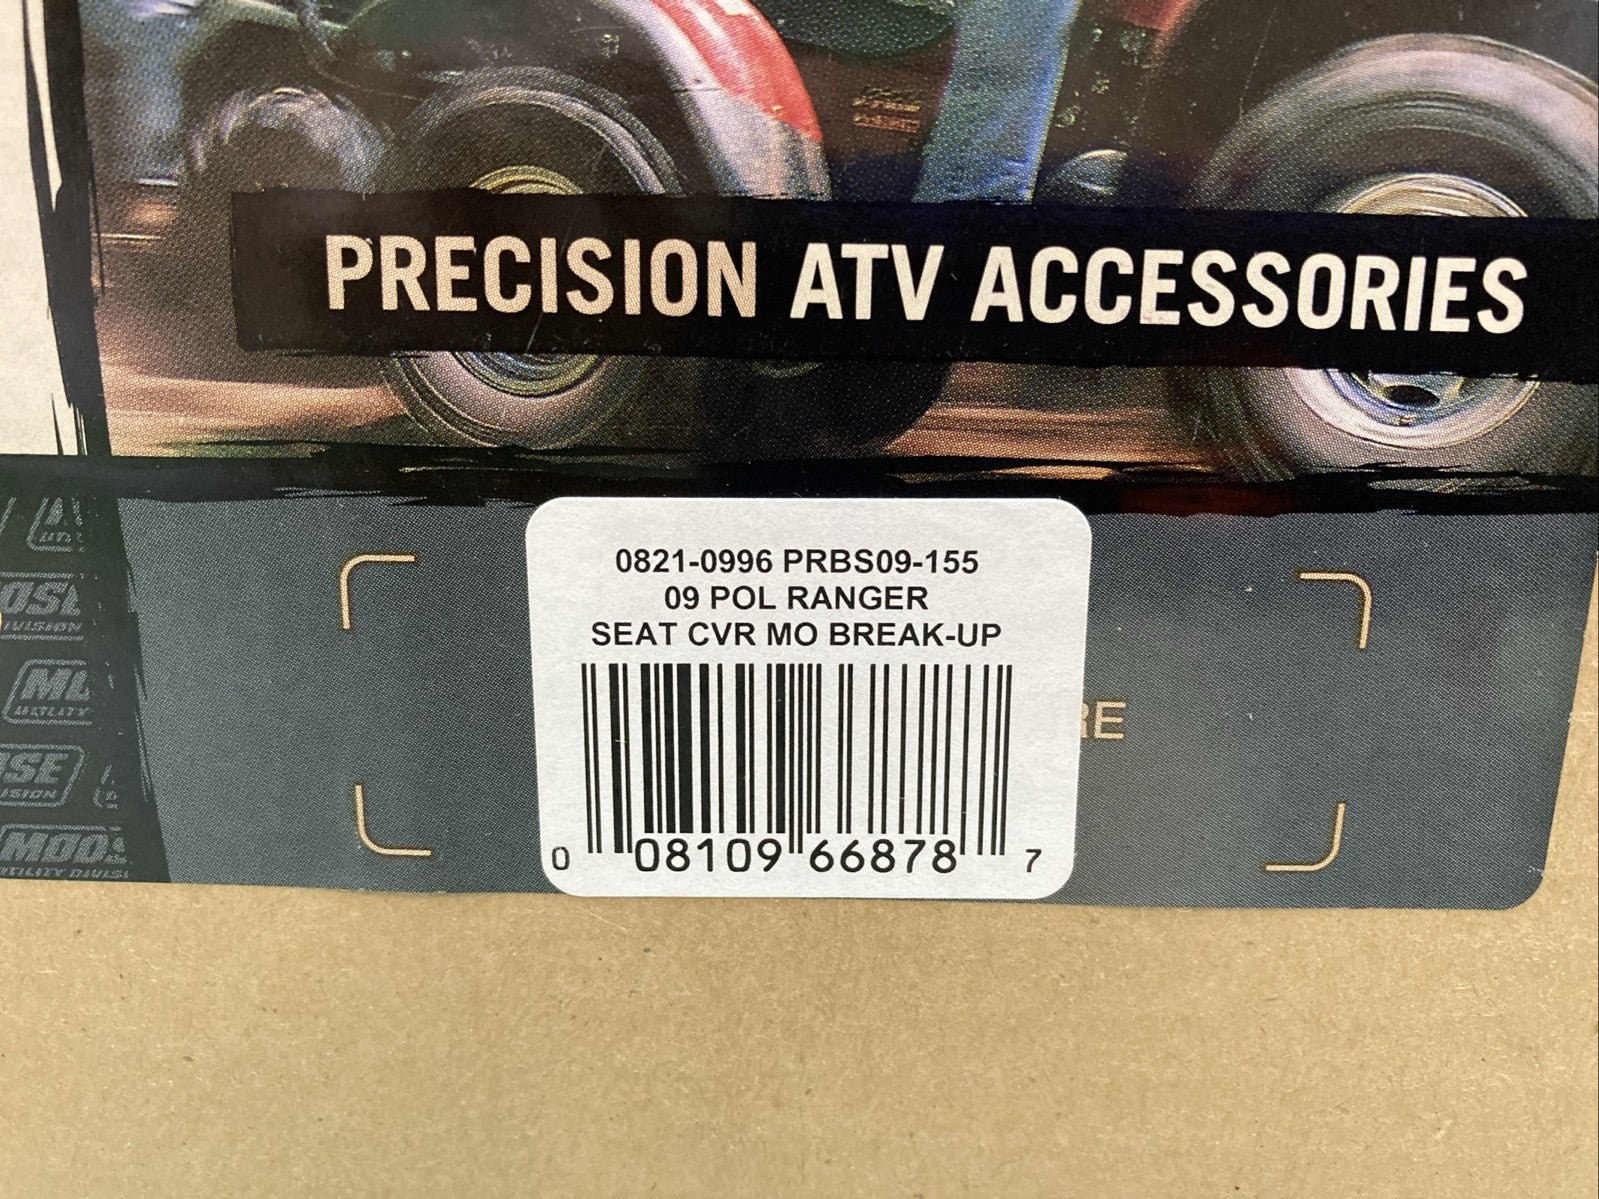 PRECISION ATV ACCESSORIES
0821-0996 PRBS09-155
09 POL RANGER
SEAT CVR MO BREAK-UP
0 08109 66878 7
MOOSE